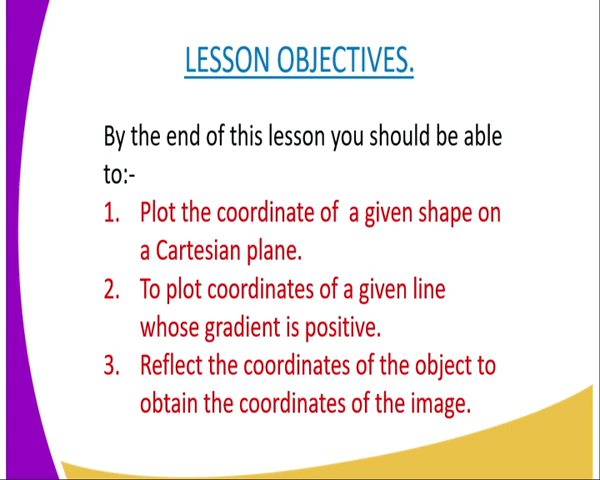 LESSON OBJECTIVES.
By the end of this lesson you should be able
to:-
1. Plot the coordinate of a given shape on
a Cartesian plane.
2. To plot coordinates of a given line
whose gradient is positive.
3. Reflect the coordinates of the object to
obtain the coordinates of the image.